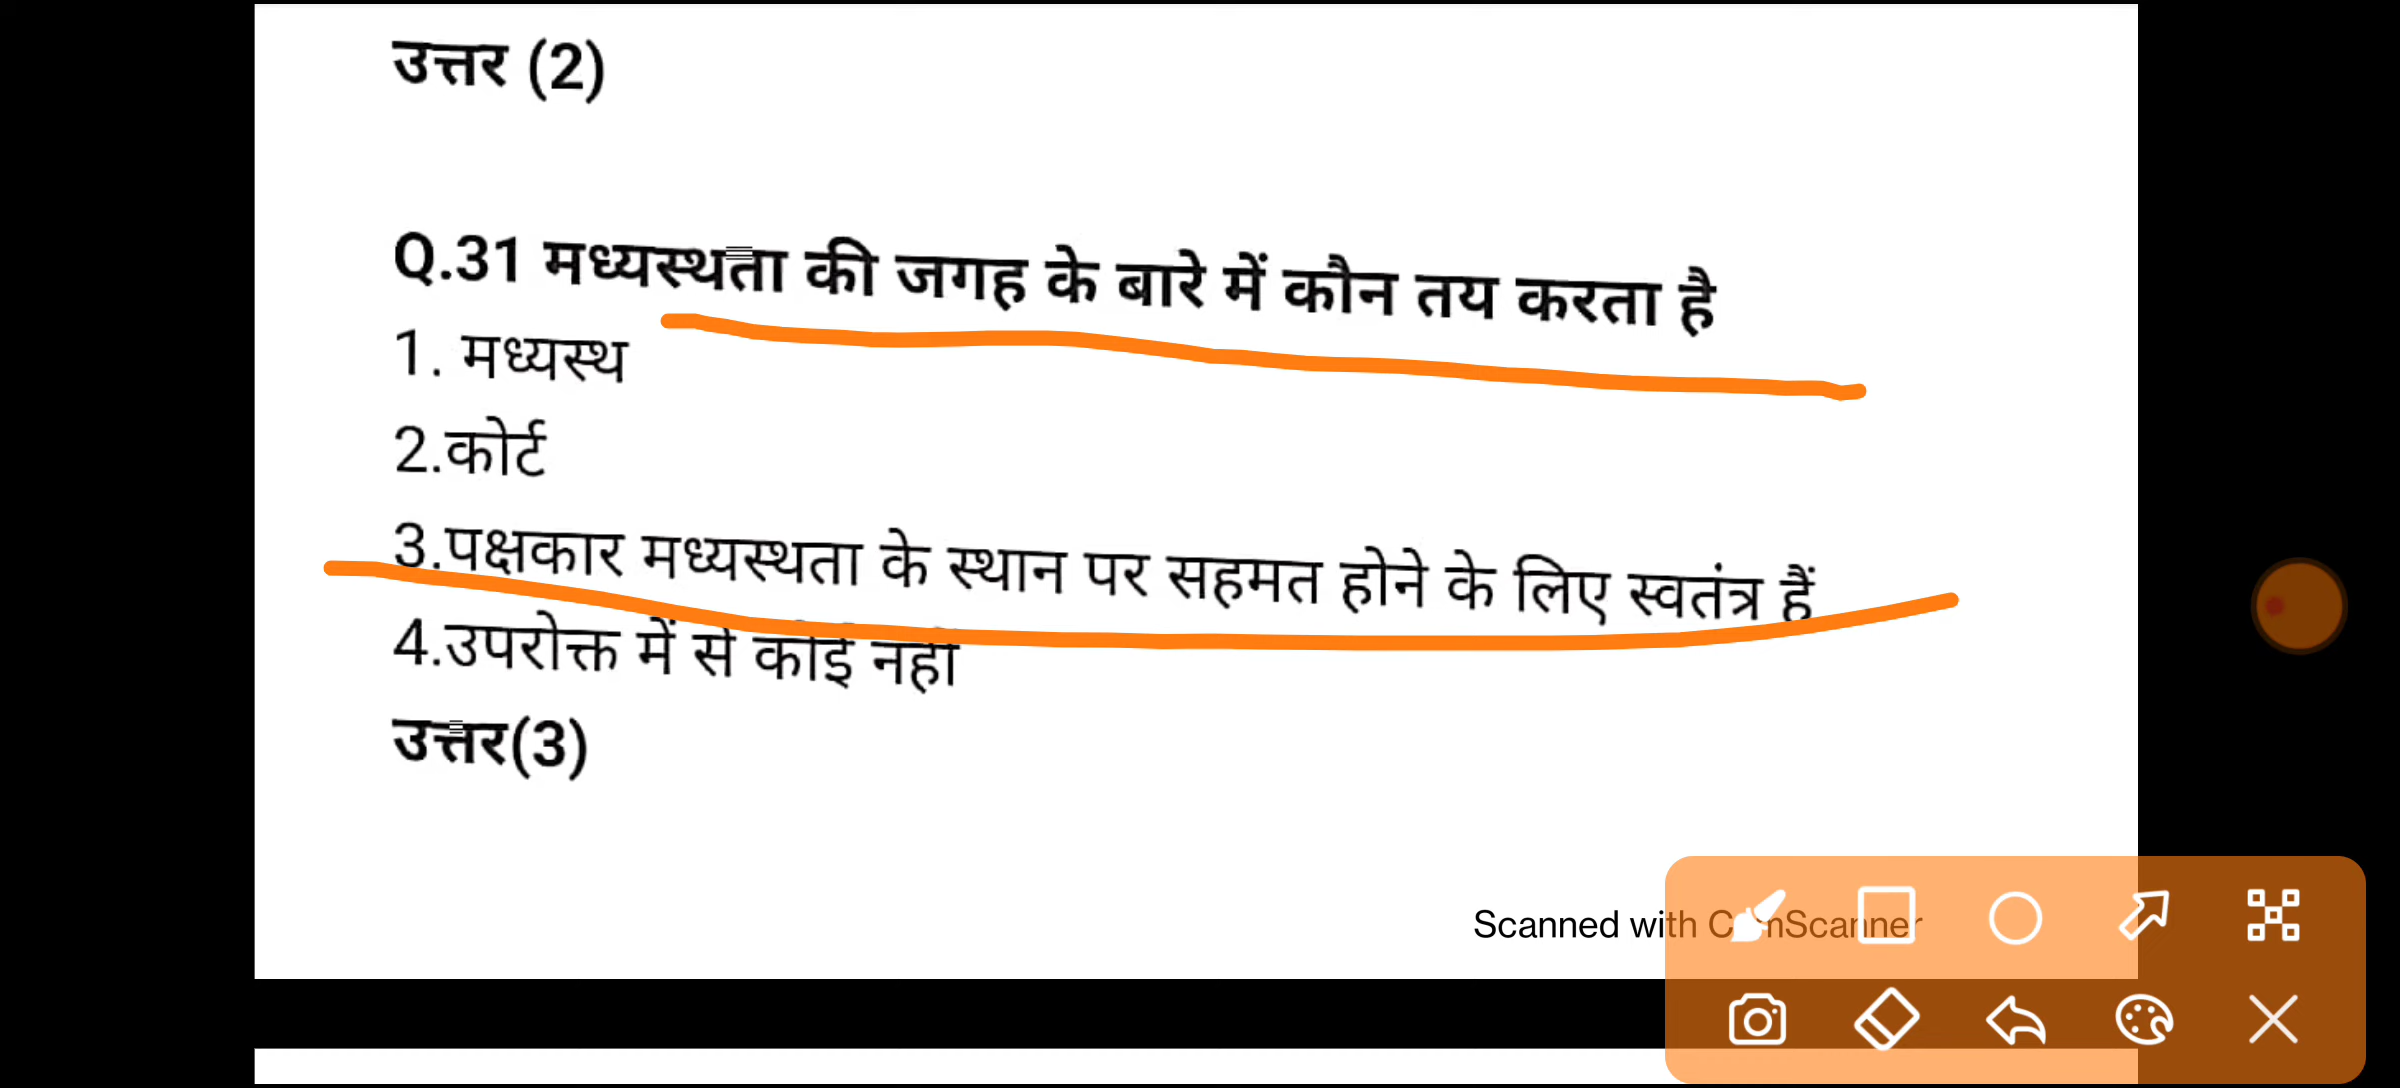 उत्तर (2)
Q.31 मध्यस्थता की जगह के बारे में कौन तय करता है
1. मध्यस्थ
2.कोर्ट
3.पक्षकार मध्यस्थता के स्थान पर सहमत होने के लिए स्वतंत्र हैं
4.उपरोक्त में से कोई नहीं
उत्तर(3)
Scanned with CamScanner